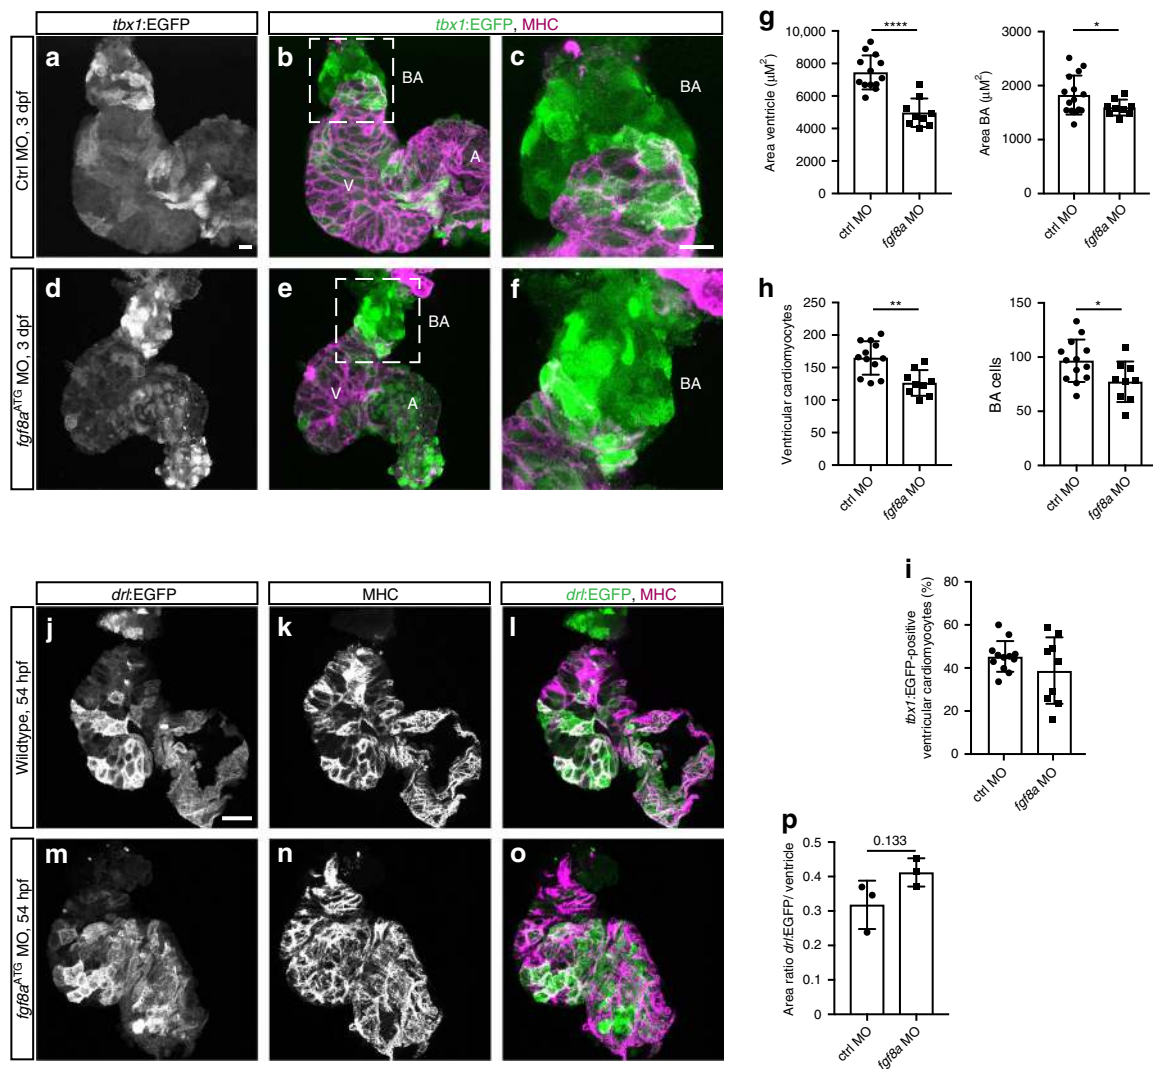 tbx1:EGFP
tbx1:EGFP, MHC
Ctrl MO, 3 dpf
a
b
BA
A
V
c
BA
fgf8aATG MO, 3 dpf
d
e
BA
V
A
f
BA
g
Area ventricle (µM2)
10,000
8000
6000
4000
2000
0
****
ctrl MO
fgf8a MO
Area BA (µM2)
3000
2000
1000
0
*
ctrl MO
fgf8a MO
h
Ventricular cardiomyocytes
250
200
150
100
50
0
**
ctrl MO
fgf8a MO
BA cells
150
100
50
0
*
ctrl MO
fgf8a MO
i
tbx1:EGFP-positive
ventricular cardiomyocytes (%)
80
60
40
20
0
ctrl MO
fgf8a MO
drl:EGFP
MHC
drl:EGFP, MHC
Wildtype, 54 hpf
j
k
l
fgf8aATG MO, 54 hpf
m
n
o
p
Area ratio drl:EGFP/ ventricle
0.5
0.4
0.3
0.2
0.1
0
0.133
ctrl MO
fgf8a MO